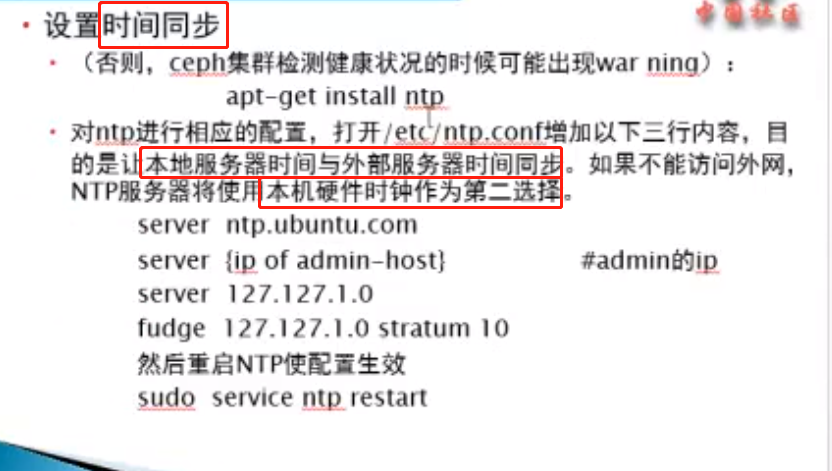 • 设置时间同步
中国社区
• （否则，ceph集群检测健康状况的时候可能出现war ning）：
apt-get install ntp
• 对ntp进行相应的配置，打开/etc/ntp.conf增加以下三行内容，目
的是让本地服务器时间与外部服务器时间同步。如果不能访问外网，
NTP服务器将使用本机硬件时钟作为第二选择。
server ntp.ubuntu.com
server {ip of admin-host} #admin的ip
server 127.127.1.0
fudge 127.127.1.0 stratum 10
然后重启NTP使配置生效
sudo service ntp restart